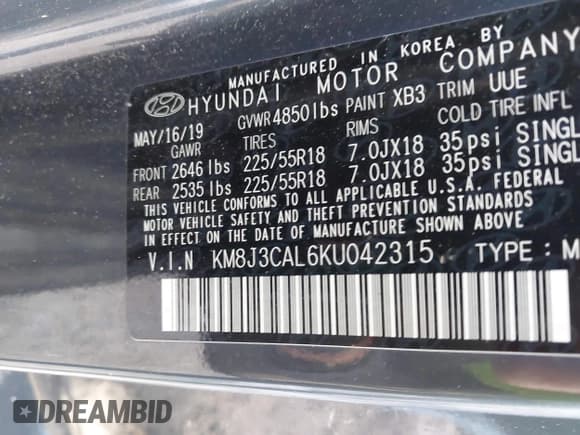 MANUFACTURED IN KOREA BY
HYUNDAI MOTOR COMPANY
MAY/16/19 GVWR 4850lbs PAINT XB3 TRIM UUE
GAWR TIRES RIMS COLD TIRE INFL
FRONT 2646 lbs 225/55R18 7.0JX18 35psi SINGL
REAR 2535 lbs 225/55R18 7.0JX18 35psi SINGL
THIS VEHICLE CONFORMS TO ALL APPLICABLE U.S.A. FEDERAL
MOTOR VEHICLE SAFETY AND THEFT PREVENTION STANDARDS
IN EFFECT ON THE DATE OF MANUFACTURE SHOWN ABOVE.
V.I.N KM8J3CAL6KU042315 TYPE : M
DREAMBID